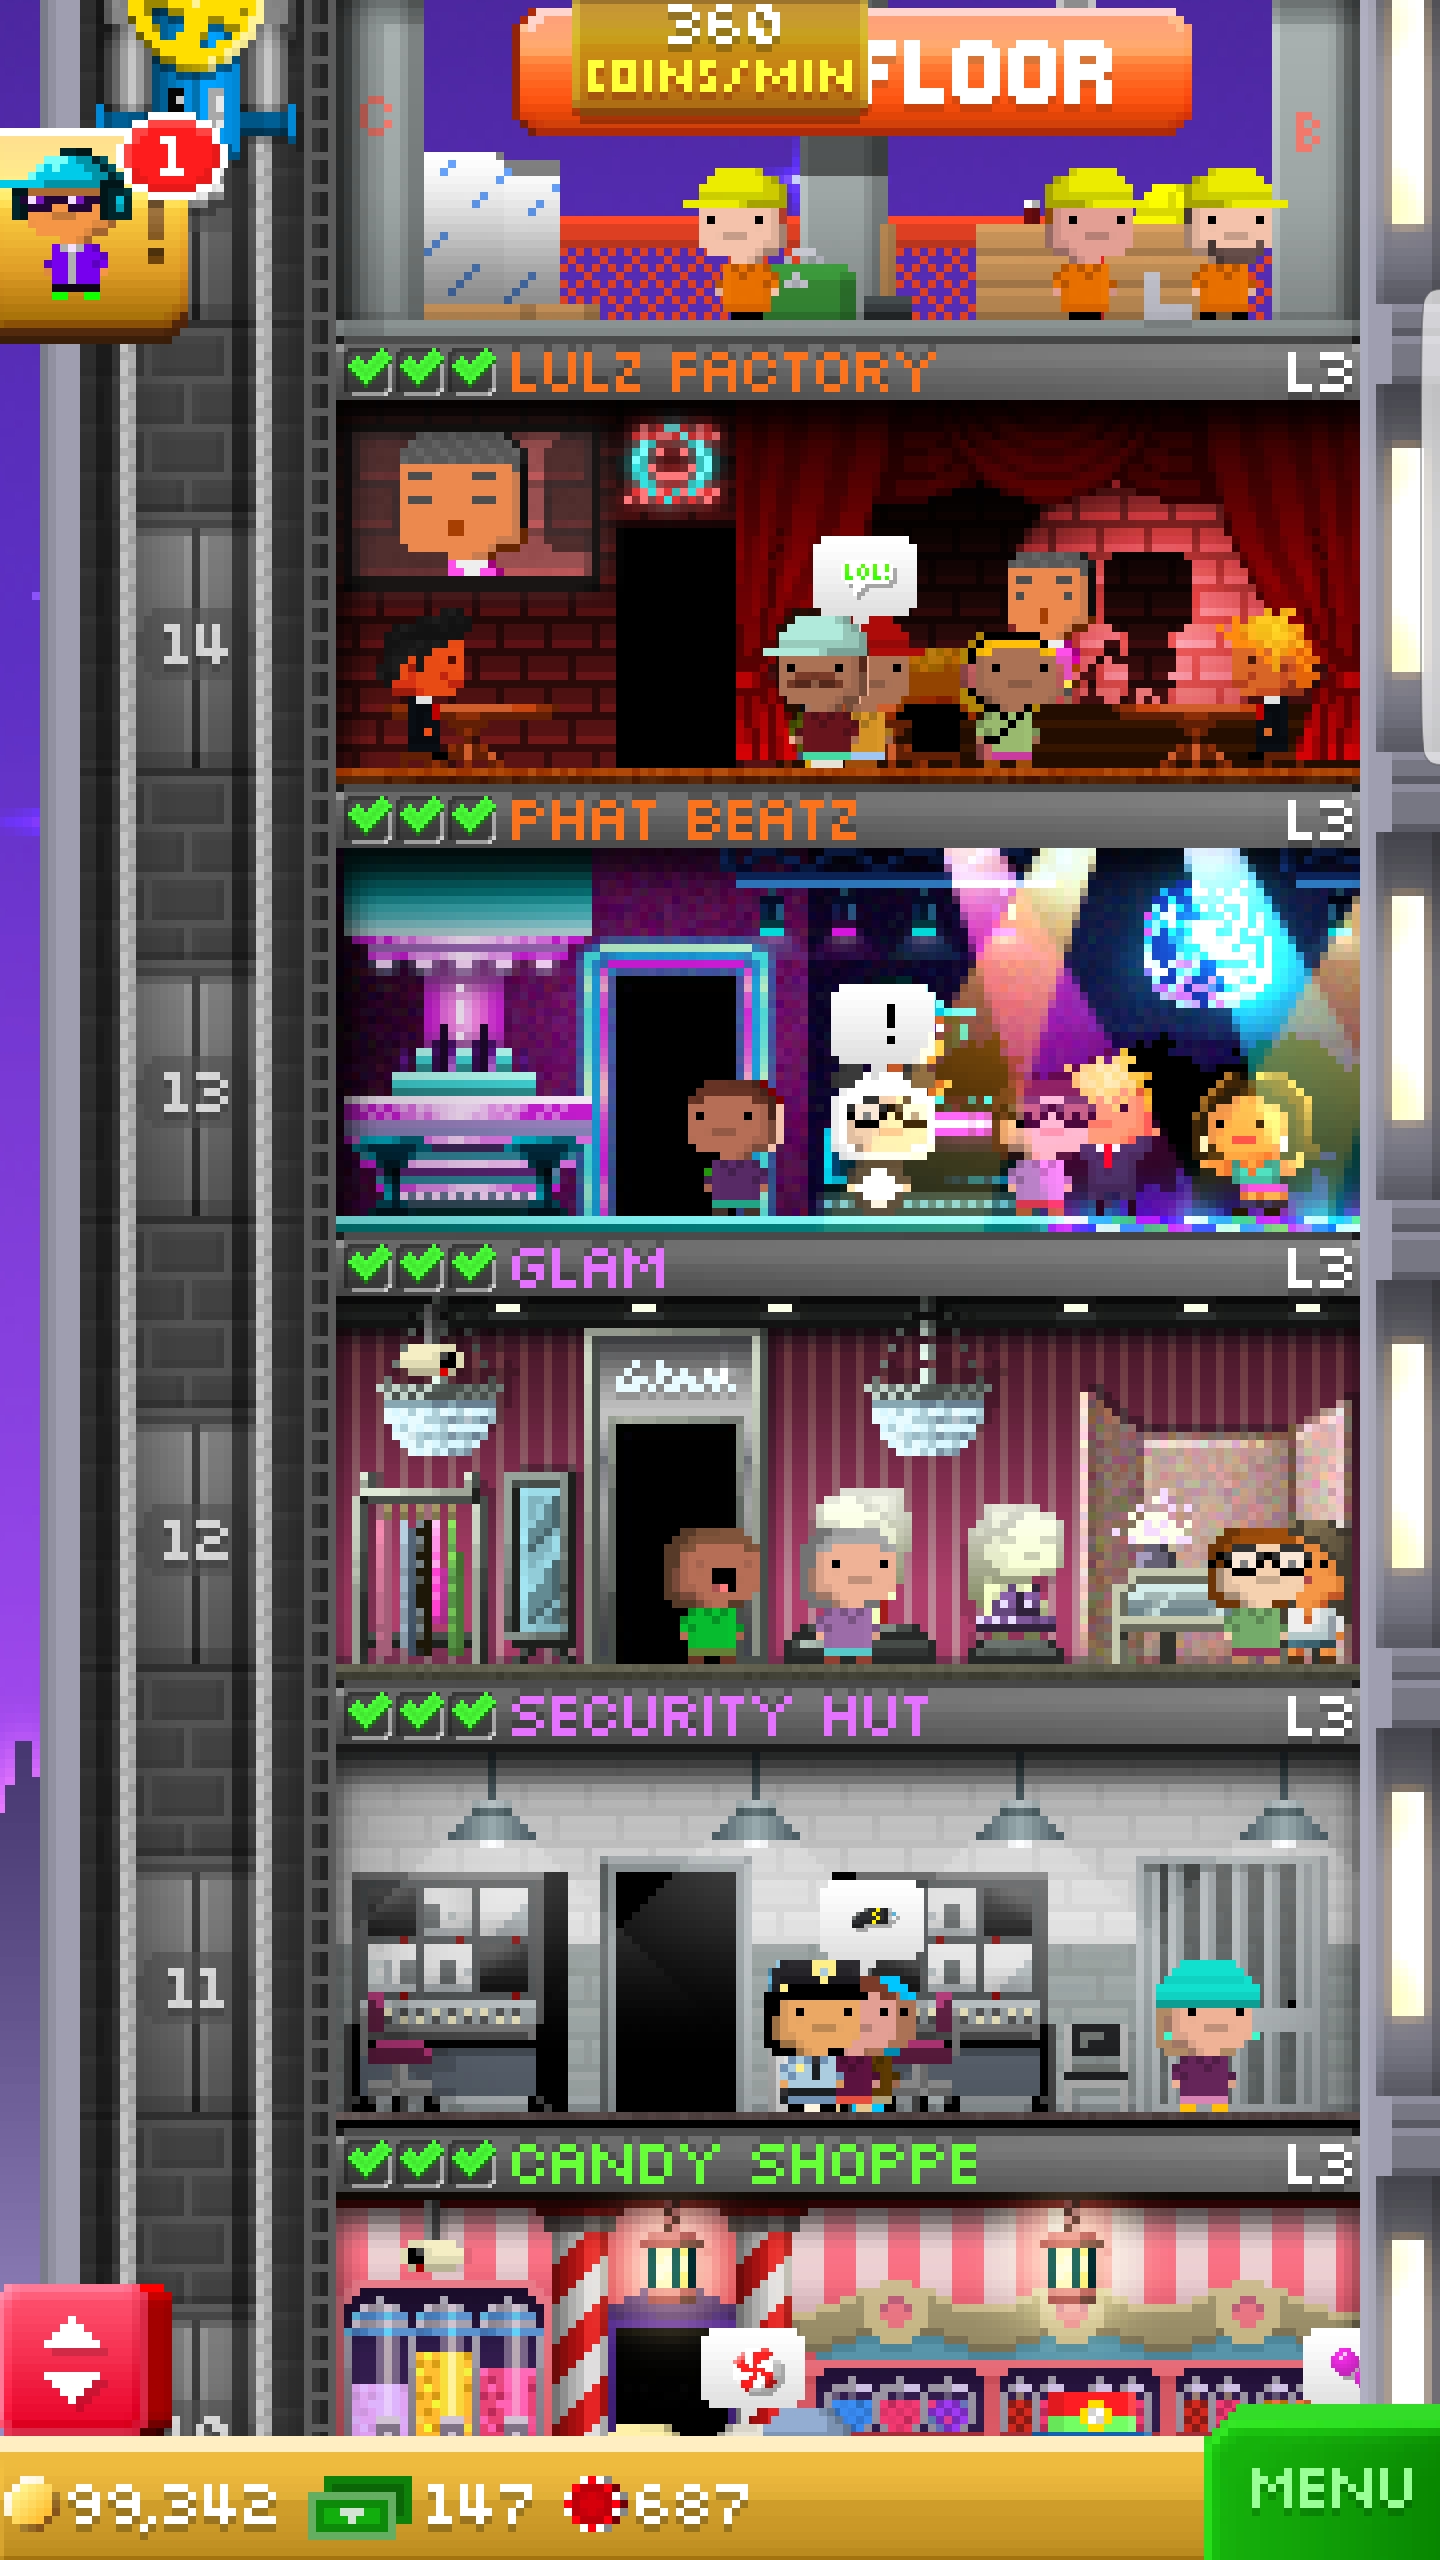 360
COINS/MIN
FLOOR
C
B
1
LULZ FACTORY
L3
LOL!
14
PHAT BEATZ
L3
!
13
GLAM
L3
Glam
12
SECURITY HUT
L3
11
CANDY SHOPPE
L3
10
99,342
147
687
MENU